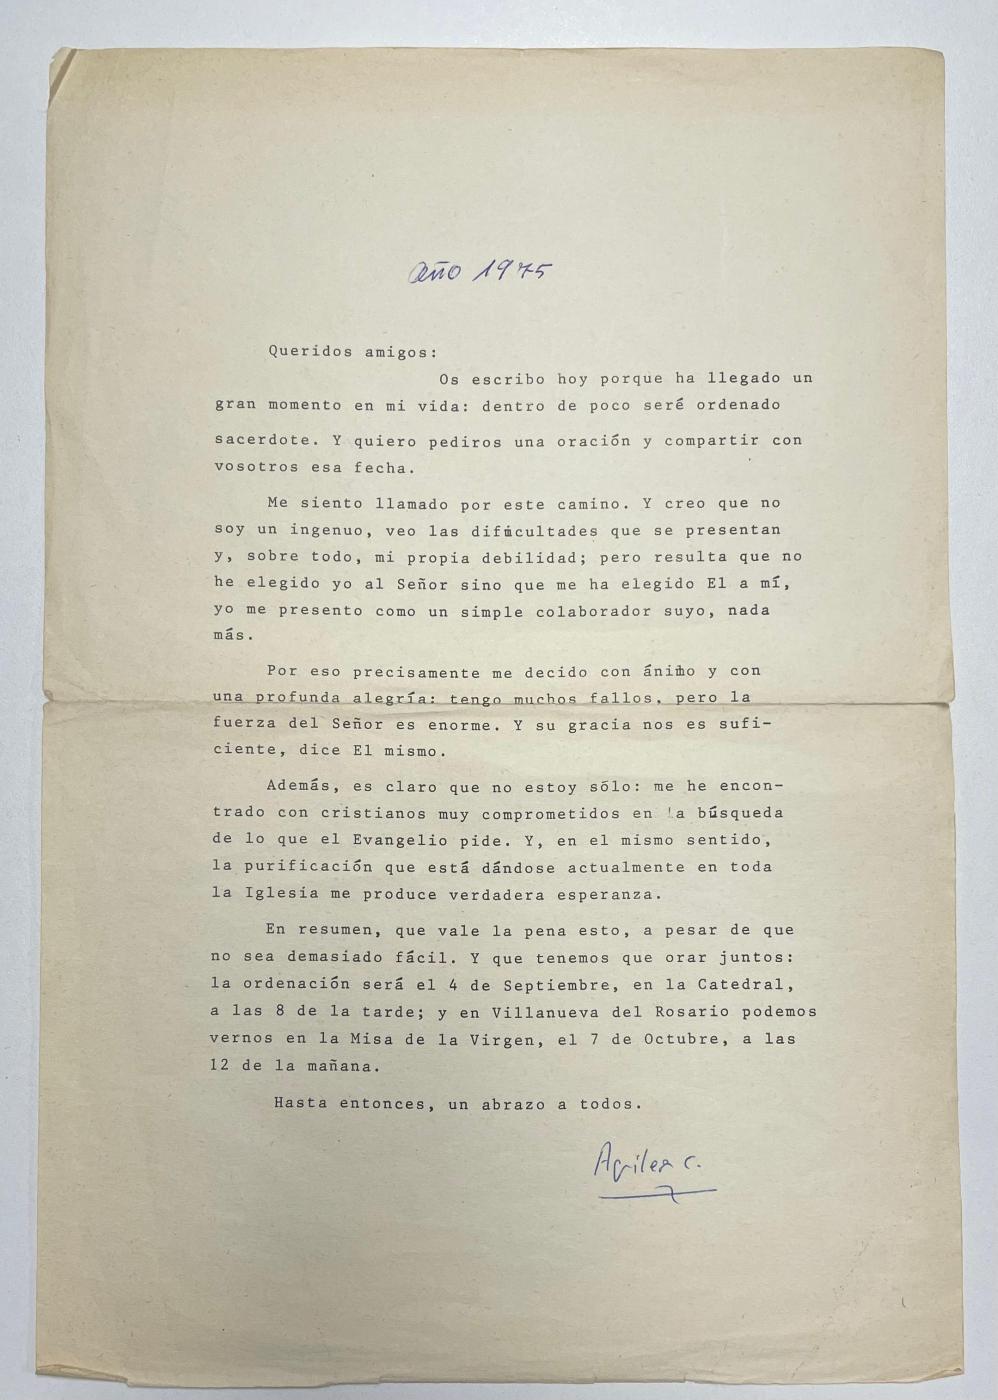 Año 1975
Queridos amigos:
Os escribo hoy porque ha llegado un
gran momento en mi vida: dentro de poco seré ordenado
sacerdote. Y quiero pediros una oración y compartir con
vosotros esa fecha.
Me siento llamado por este camino. Y creo que no
soy un ingenuo, veo las dificultades que se presentan
y, sobre todo, mi propia debilidad; pero resulta que no
he elegido yo al Señor sino que me ha elegido El a mí,
yo me presento como un simple colaborador suyo, nada
más.
Por eso precisamente me decido con ánimo y con
una profunda alegría: tengo muchos fallos, pero la
fuerza del Señor es enorme. Y su gracia nos es sufi-
ciente, dice El mismo.
Además, es claro que no estoy sólo: me he encon-
trado con cristianos muy comprometidos en la búsqueda
de lo que el Evangelio pide. Y, en el mismo sentido,
la purificación que está dándose actualmente en toda
la Iglesia me produce verdadera esperanza.
En resumen, que vale la pena esto, a pesar de que
no sea demasiado fácil. Y que tenemos que orar juntos:
la ordenación será el 4 de Septiembre, en la Catedral,
a las 8 de la tarde; y en Villanueva del Rosario podemos
vernos en la Misa de la Virgen, el 7 de Octubre, a las
12 de la mañana.
Hasta entonces, un abrazo a todos.
C.